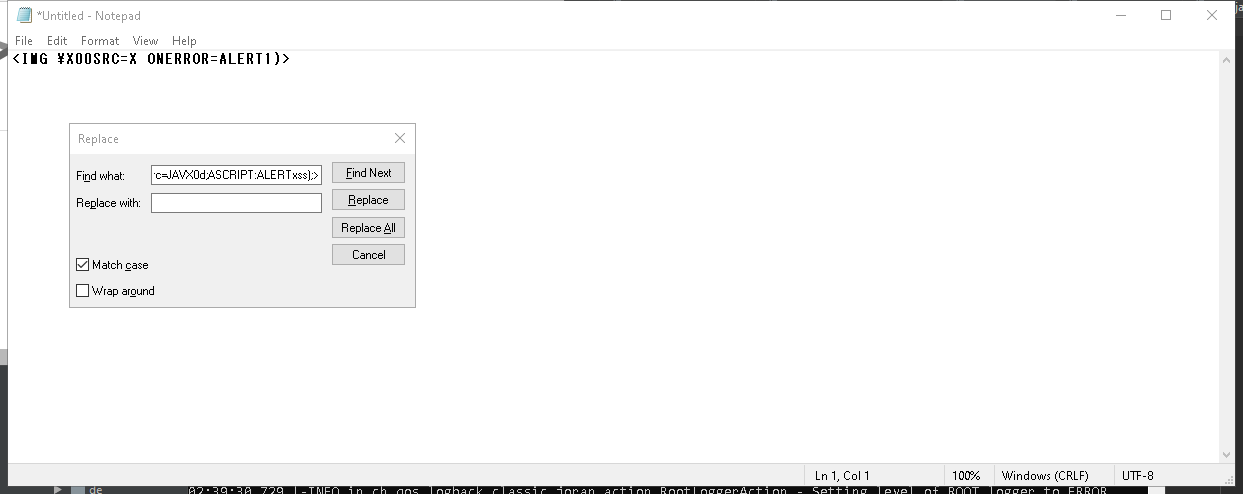 *Untitled - Notepad
File Edit Format View Help
<IMG ¥X00SRC=X ONERROR=ALERT1)>
Replace
Find what: c=JAVX0d;ASCRIPT:ALERTxss);> Find Next
Replace with: Replace
Replace All
Cancel
Match case
Wrap around
Ln 1, Col 1 100% Windows (CRLF) UTF-8
de 02:39:30,729 |-INFO in ch.qos.logback.classic.joran.action.RootLoggerAction - Setting level of ROOT logger to ERROR